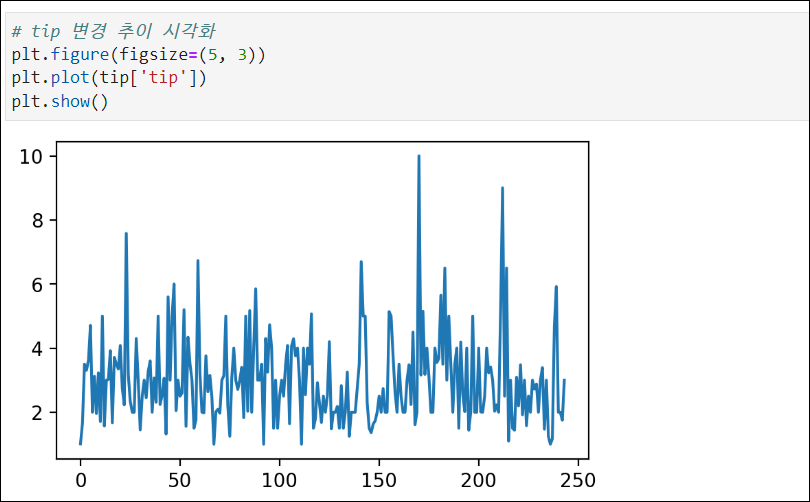 # tip 변경 추이 시각화
plt.figure(figsize=(5, 3))
plt.plot(tip['tip'])
plt.show()
10
8
6
4
2
0 50 100 150 200 250